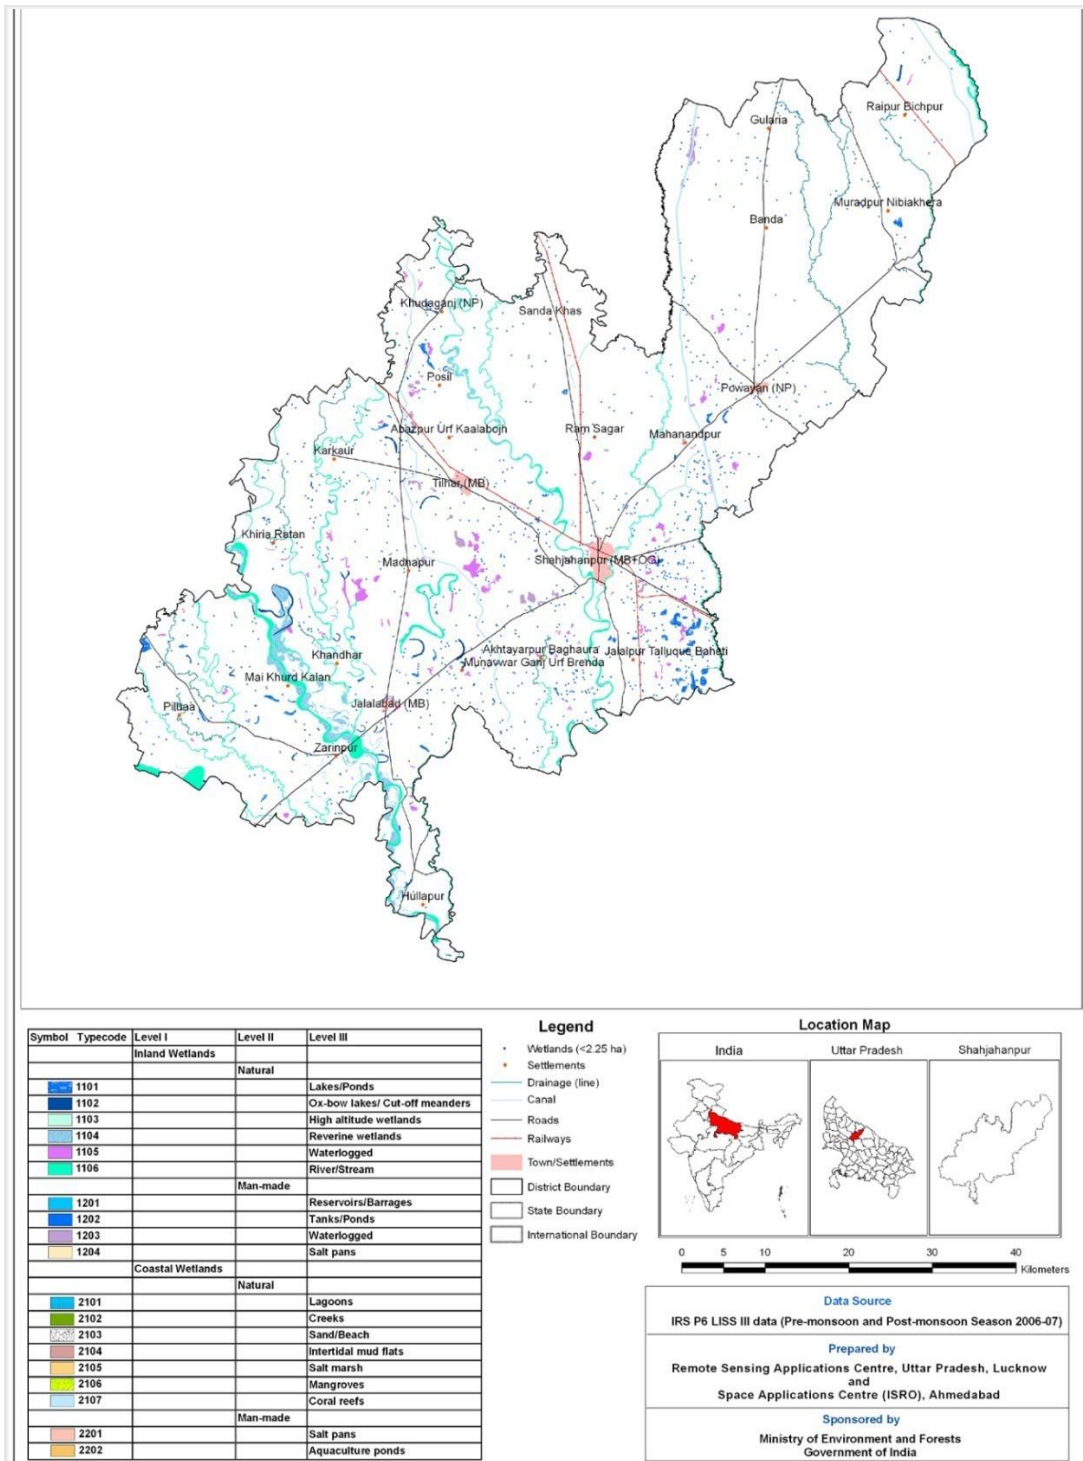 Raipur Bichpur
Gularia
Muradpur Nibiakhera
Banda
Khudaganj (NP)
Sanda Khas
Posil
Powayan (NP)
Abazpur Urf Kaalabojh
Ram Sagar
Mahanandpur
Karkaur
Tilhar (MB)
Khiria Ratan
Madnapur
Shahjahanpur (MB+OG)
Akhtayarpur Baghaura
Jalalpur Talluque Baheti
Khandhar
Munavwar Ganj Urf Brenda
Mai Khurd Kalan
Piluaa
Jalalabad (MB)
Zarinpur
Hullapur
Symbol Typecode Level I Level II Level III
Inland Wetlands
Natural
1101 Lakes/Ponds
1102 Ox-bow lakes/ Cut-off meanders
1103 High altitude wetlands
1104 Reverine wetlands
1105 Waterlogged
1106 River/Stream
Man-made
1201 Reservoirs/Barrages
1202 Tanks/Ponds
1203 Waterlogged
1204 Salt pans
Coastal Wetlands
Natural
2101 Lagoons
2102 Creeks
2103 Sand/Beach
2104 Intertidal mud flats
2105 Salt marsh
2106 Mangroves
2107 Coral reefs
Man-made
2201 Salt pans
2202 Aquaculture ponds
Legend
Wetlands (<2.25 ha)
Settlements
Drainage (line)
Canal
Roads
Railways
Town/Settlements
District Boundary
State Boundary
International Boundary
Location Map
India Uttar Pradesh Shahjahanpur
0 5 10 20 30 40
Kilometers
Data Source
IRS P6 LISS III data (Pre-monsoon and Post-monsoon Season 2006-07)
Prepared by
Remote Sensing Applications Centre, Uttar Pradesh, Lucknow
and
Space Applications Centre (ISRO), Ahmedabad
Sponsored by
Ministry of Environment and Forests
Government of India